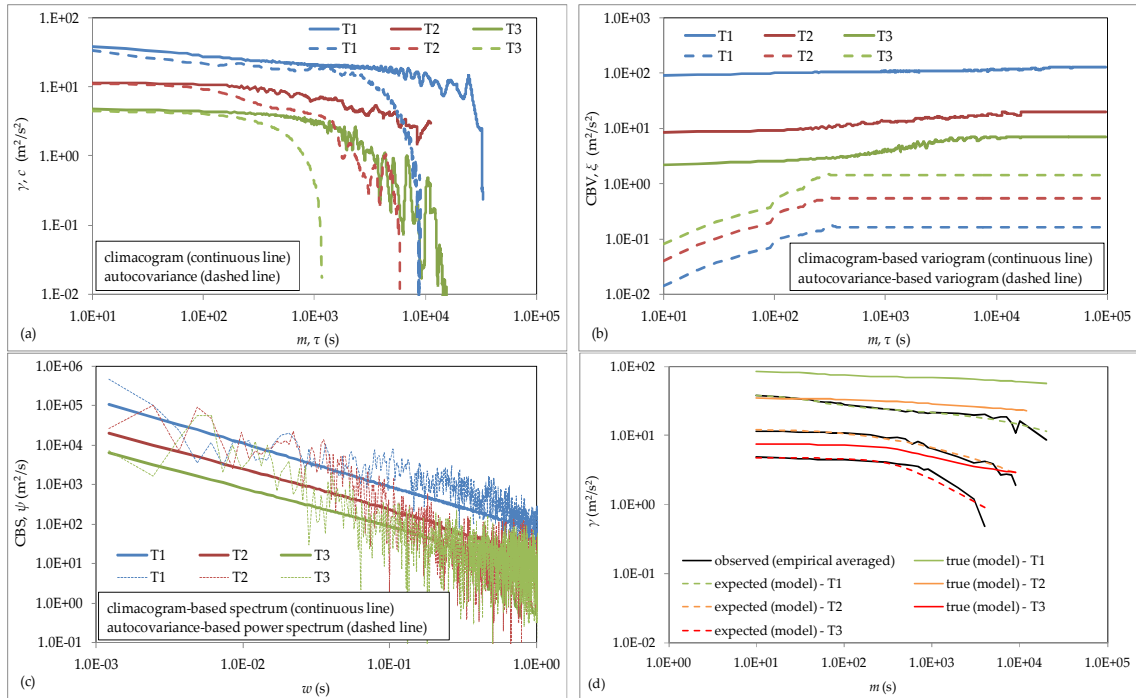 1.0E+02
1.0E+01
1.0E+00
1.0E-01
1.0E-02
γ, c (m²/s²)
T1 T2 T3
T1 T2 T3
climacogram (continuous line)
autocovariance (dashed line)
1.0E+01 1.0E+02 1.0E+03 1.0E+04 1.0E+05
(a)
m, τ (s)
1.0E+03
1.0E+02
1.0E+01
1.0E+00
1.0E-01
1.0E-02
CBV, ξ (m²/s²)
T1 T2 T3
T1 T2 T3
climacogram-based variogram (continuous line)
autocovariance-based variogram (dashed line)
1.0E+01 1.0E+02 1.0E+03 1.0E+04 1.0E+05
(b)
m, τ (s)
1.0E+06
1.0E+05
1.0E+04
1.0E+03
1.0E+02
1.0E+01
1.0E+00
1.0E-01
CBS, ψ (m²/s)
T1 T2 T3
T1 T2 T3
climacogram-based spectrum (continuous line)
autocovariance-based power spectrum (dashed line)
1.0E-03 1.0E-02 1.0E-01 1.0E+00
(c)
w (s)
1.0E+02
1.0E+01
1.0E+00
1.0E-01
1.0E-02
γ (m²/s²)
observed (empirical averaged) true (model) - T1
expected (model) - T1 true (model) - T2
expected (model) - T2 true (model) - T3
expected (model) - T3
1.0E+00 1.0E+01 1.0E+02 1.0E+03 1.0E+04 1.0E+05
(d)
m (s)